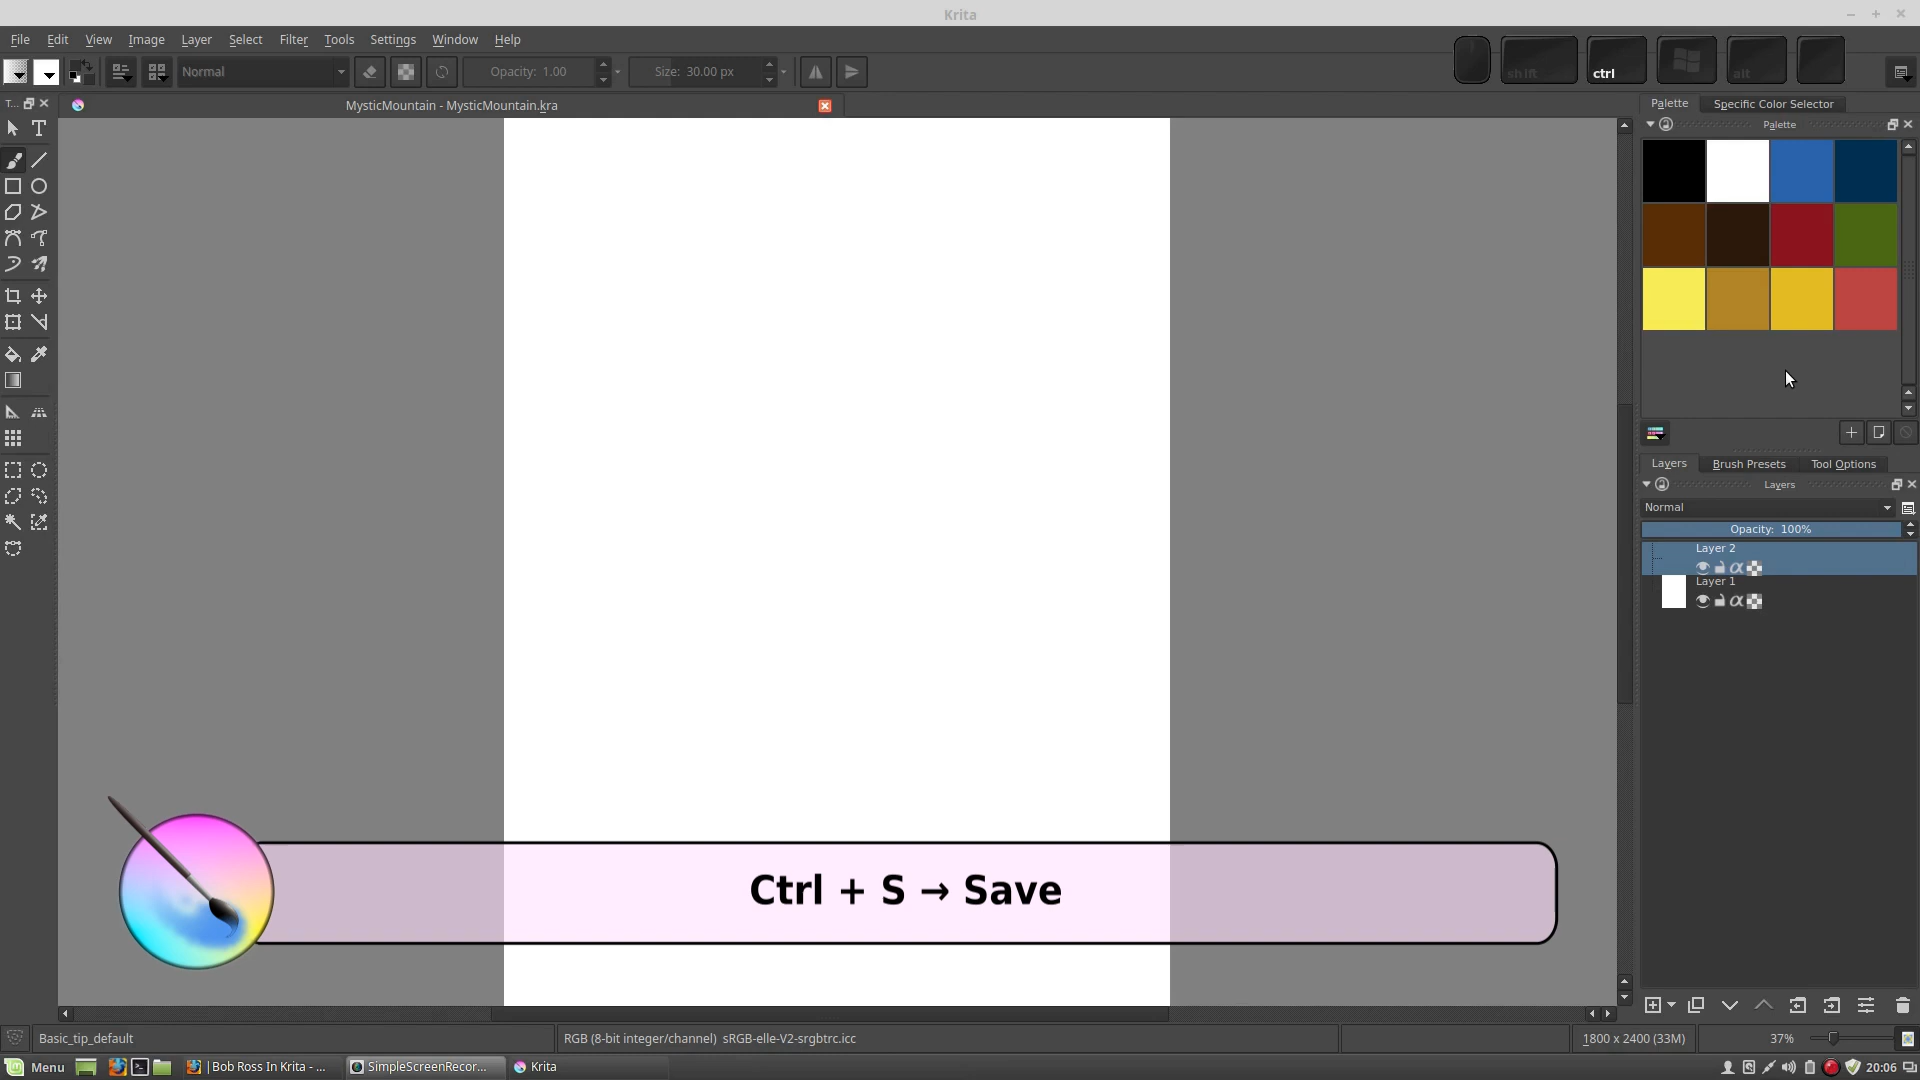 Krita
File Edit View Image Layer Select Filter Tools Settings Window Help
Normal Opacity: 1.00 Size: 30.00 px
shift ctrl alt
T...
MysticMountain - MysticMountain.kra
Palette Specific Color Selector
Palette
Layers Brush Presets Tool Options
Layers
Normal
Opacity: 100%
Layer 2
Layer 1
Ctrl + S → Save
Basic_tip_default RGB (8-bit integer/channel) sRGB-elle-V2-srgbtrc.icc 1800 x 2400 (33M) 37%
Menu | Bob Ross In Krita - ... SimpleScreenRecor... Krita 20:06